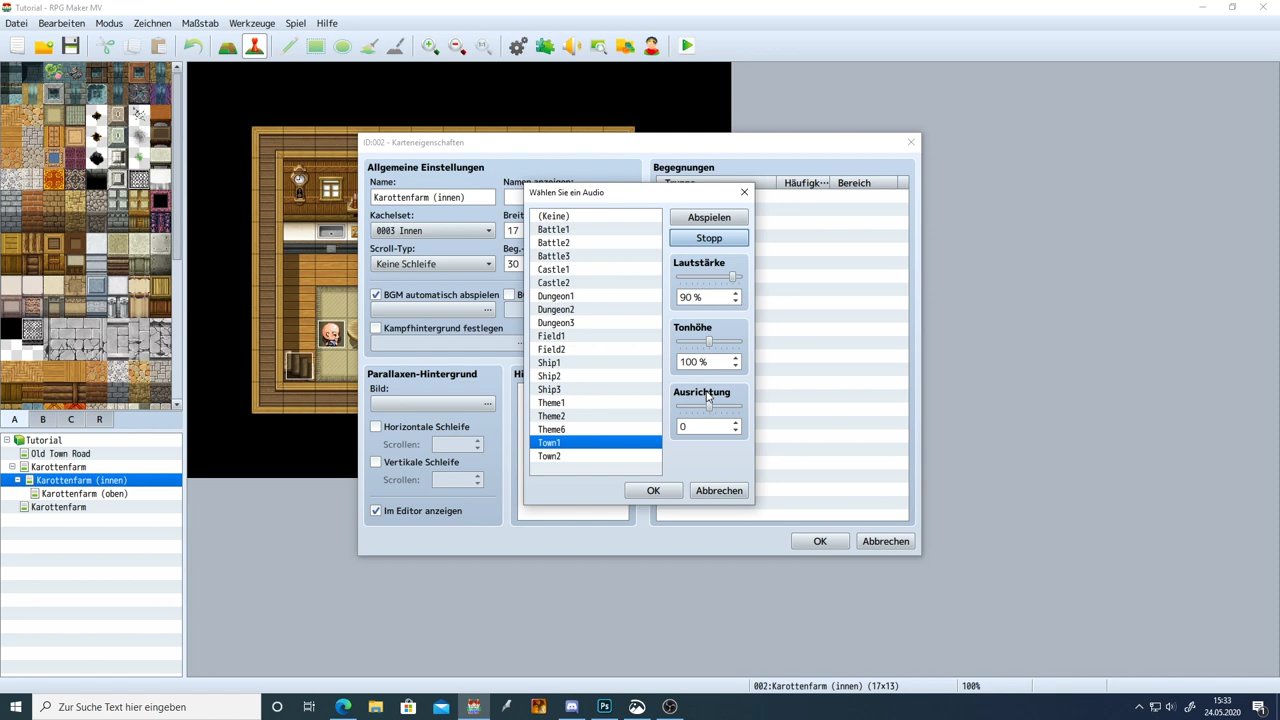 Tutorial - RPG Maker MV
Datei Bearbeiten Modus Zeichnen Maßstab Werkzeuge Spiel Hilfe
1:1
ID:002 - Karteneigenschaften
Allgemeine Einstellungen
Name:
Namen anzeigen:
Karottenfarm (innen)
Kachelset:
Breit
0003 Innen
17
Scroll-Typ:
Beg.-
Keine Schleife
30
BGM automatisch abspielen
Kampfhintergrund festlegen
Parallaxen-Hintergrund
Bild:
Horizontale Schleife
Scrollen:
Vertikale Schleife
Scrollen:
Im Editor anzeigen
Hi
Begegnungen
Häufigk··· Bereich
OK Abbrechen
Wählen Sie ein Audio
(Keine)
Battle1
Battle2
Battle3
Castle1
Castle2
Dungeon1
Dungeon2
Dungeon3
Field1
Field2
Ship1
Ship2
Ship3
Theme1
Theme2
Theme6
Town1
Town2
Abspielen
Stopp
Lautstärke
90 %
Tonhöhe
100 %
Ausrichtung
0
OK Abbrechen
A B C R
Tutorial
Old Town Road
Karottenfarm
Karottenfarm (innen)
Karottenfarm (oben)
Karottenfarm
002:Karottenfarm (innen) (17x13) 100%
Zur Suche Text hier eingeben
15:33
24.05.2020